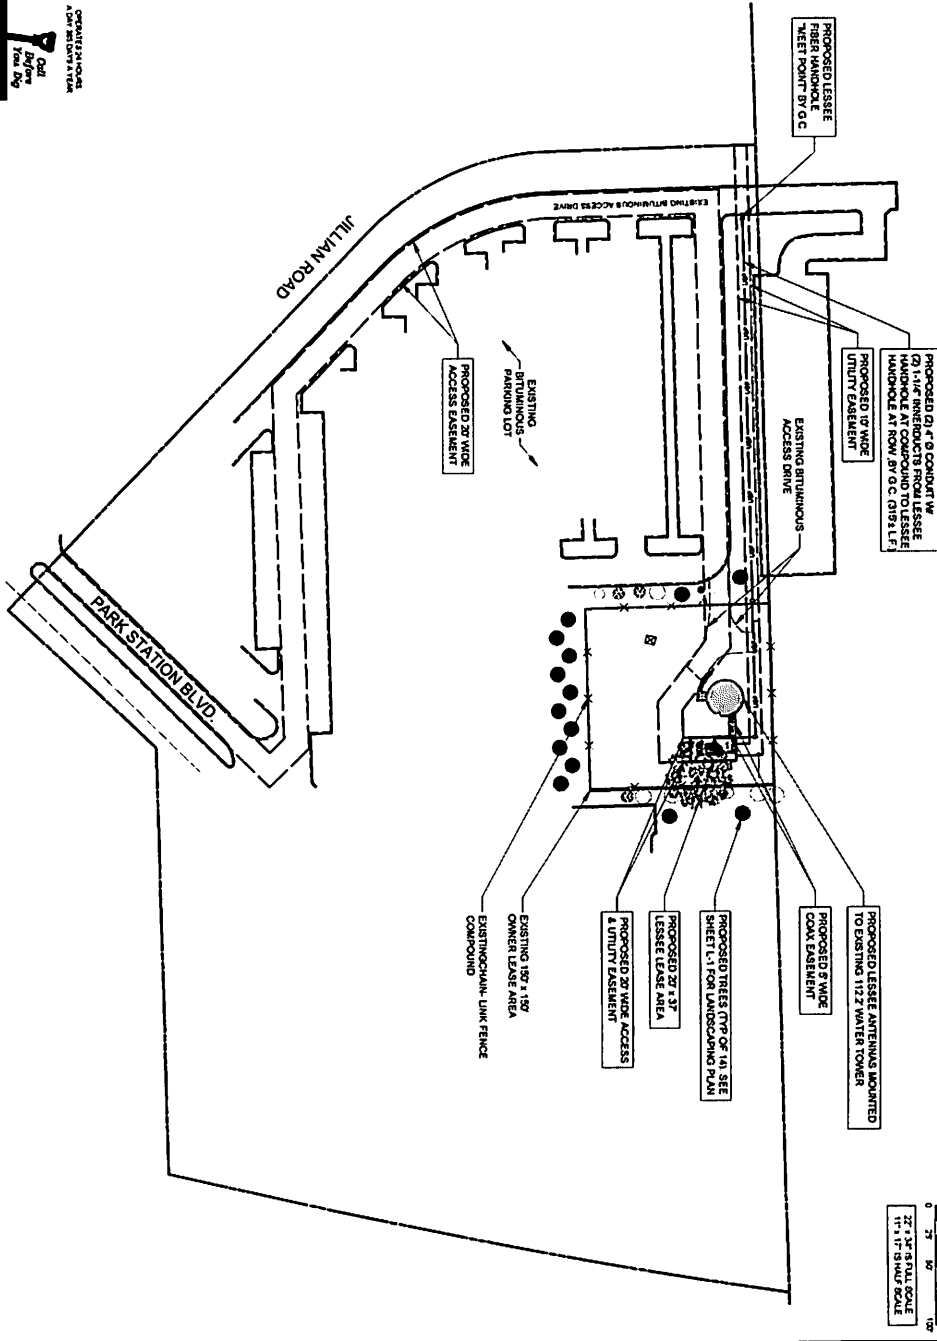 PROPOSED LESSEE
FIBER HANDHOLE
"MEET POINT" BY G.C.
PROPOSED (2) 4" Ø CONDUIT W/
(2) 1-1/4" INNERDUCTS FROM LESSEE
HANDHOLE AT COMPOUND TO LESSEE
HANDHOLE AT ROW, BY G.C. (315'± L.F.)
PROPOSED 10' WIDE
UTILITY EASEMENT
EXISTING BITUMINOUS
ACCESS DRIVE
PROPOSED LESSEE ANTENNAS MOUNTED
TO EXISTING 112.2' WATER TOWER
PROPOSED 5' WIDE
COAX EASEMENT
PROPOSED TREES (TYP OF 14). SEE
SHEET L-1 FOR LANDSCAPING PLAN
PROPOSED 20' x 37'
LESSEE LEASE AREA
PROPOSED 20' WIDE ACCESS
& UTILITY EASEMENT
EXISTING 150' x 150'
OWNER LEASE AREA
EXISTINGCHAIN- LINK FENCE
COMPOUND
EXISTING BITUMINOUS ACCESS DRIVE
EXISTING
BITUMINOUS
PARKING LOT
PROPOSED 20' WIDE
ACCESS EASEMENT
JILLIAN ROAD
PARK STATION BLVD.
OPERATES 24 HOURS
A DAY 365 DAYS A YEAR
Call
Before
You Dig
0 25' 50' 100'
22" x 34" IS FULL SCALE
11" x 17" IS HALF SCALE